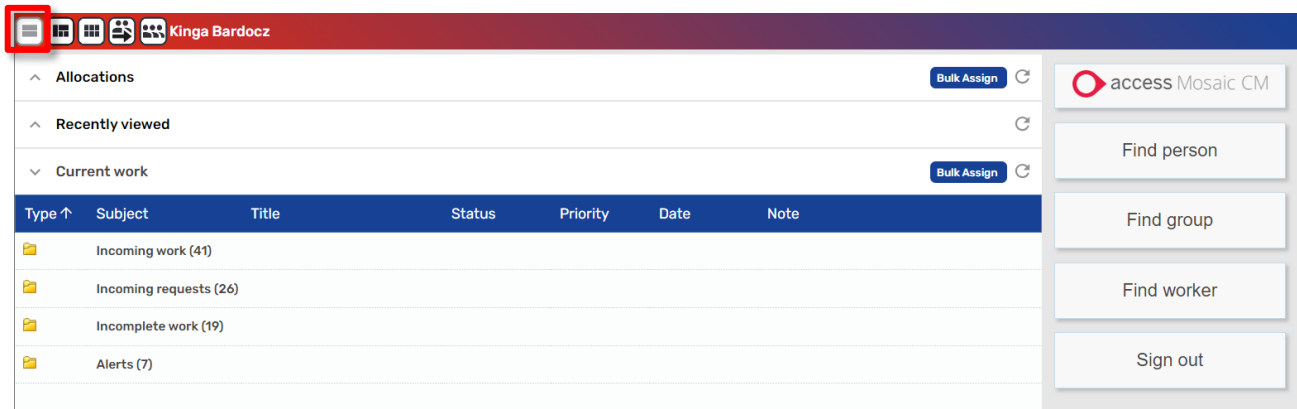 Kinga Bardocz
Allocations
Bulk Assign
Recently viewed
Current work
Bulk Assign
Type ↑ Subject Title Status Priority Date Note
Incoming work (41)
Incoming requests (26)
Incomplete work (19)
Alerts (7)
access Mosaic CM
Find person
Find group
Find worker
Sign out